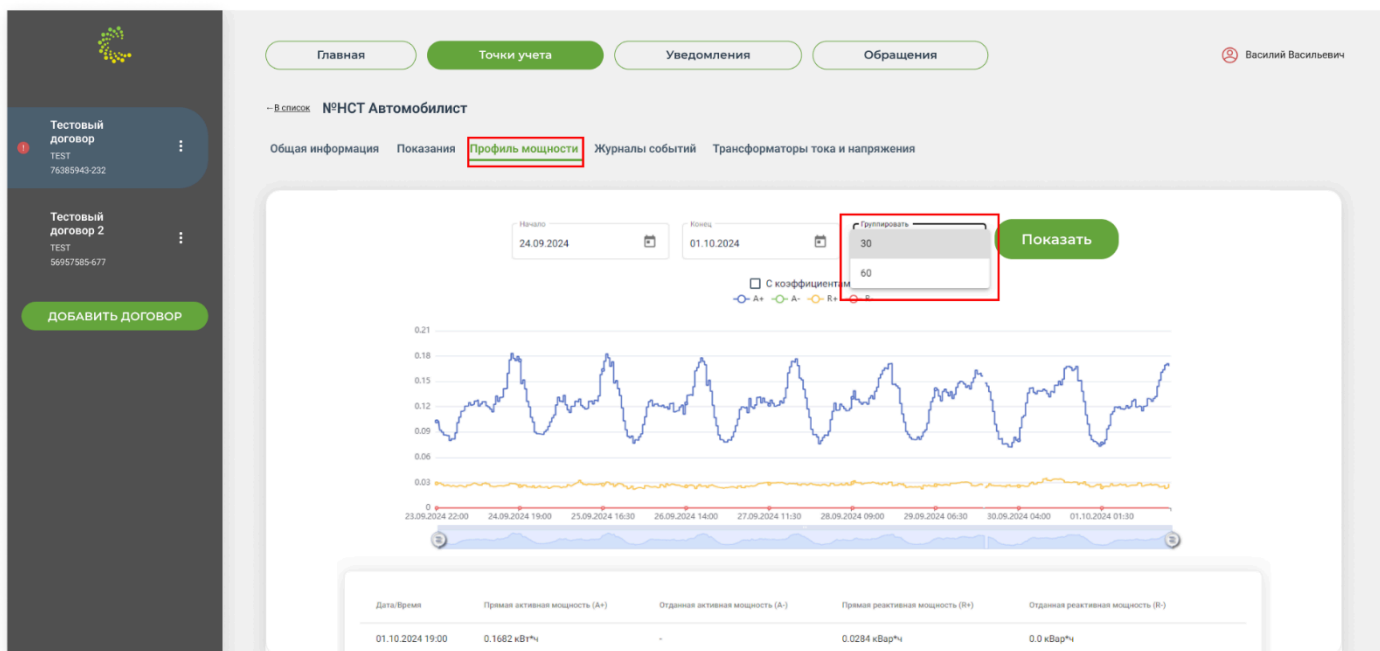 Главная
Точки учета
Уведомления
Обращения
Василий Васильевич
Тестовый
договор
TEST
76385943-232
Тестовый
договор 2
TEST
56957585-677
ДОБАВИТЬ ДОГОВОР
←В список №НСТ Автомобилист
Общая информация Показания Профиль мощности Журналы событий Трансформаторы тока и напряжения
Начало
24.09.2024
Конец
01.10.2024
Группировать
30
60
Показать
С коэффициентам
A+ A- R+ R-
0.21
0.18
0.15
0.12
0.09
0.06
0.03
0
23.09.2024 22:00 24.09.2024 19:00 25.09.2024 16:30 26.09.2024 14:00 27.09.2024 11:30 28.09.2024 09:00 29.09.2024 06:30 30.09.2024 04:00 01.10.2024 01:30
Дата/Время Прямая активная мощность (A+) Отданная активная мощность (A-) Прямая реактивная мощность (R+) Отданная реактивная мощность (R-)
01.10.2024 19:00 0.1682 кВт*ч - 0.0284 кВар*ч 0.0 кВар*ч